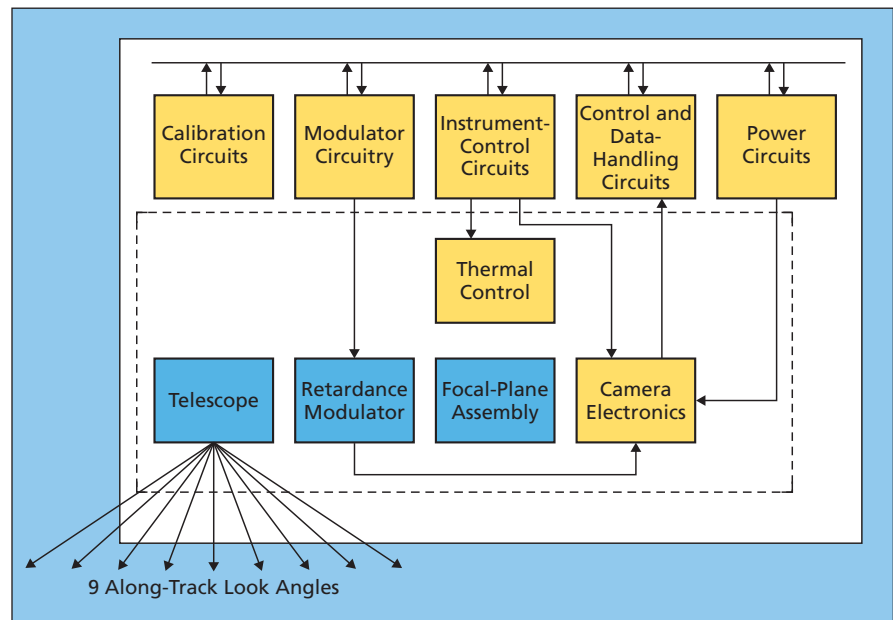 Calibration
Circuits
Modulator
Circuitry
Instrument-
Control
Circuits
Control and
Data-
Handling
Circuits
Power
Circuits
Thermal
Control
Telescope
Retardance
Modulator
Focal-Plane
Assembly
Camera
Electronics
9 Along-Track Look Angles